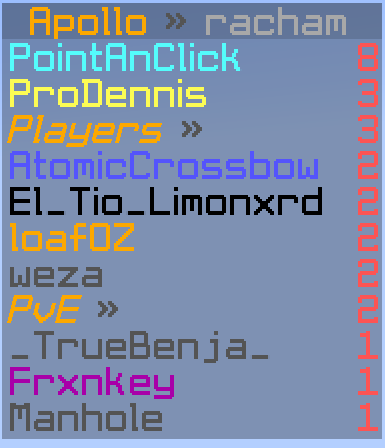 Apollo » racham
PointAnClick 8
ProDennis 3
Players » 3
AtomicCrossbow 2
El_Tio_Limonxrd 2
loafOZ 2
weza 2
PvE » 2
_TrueBenja_ 1
Frxnkey 1
Manhole 1